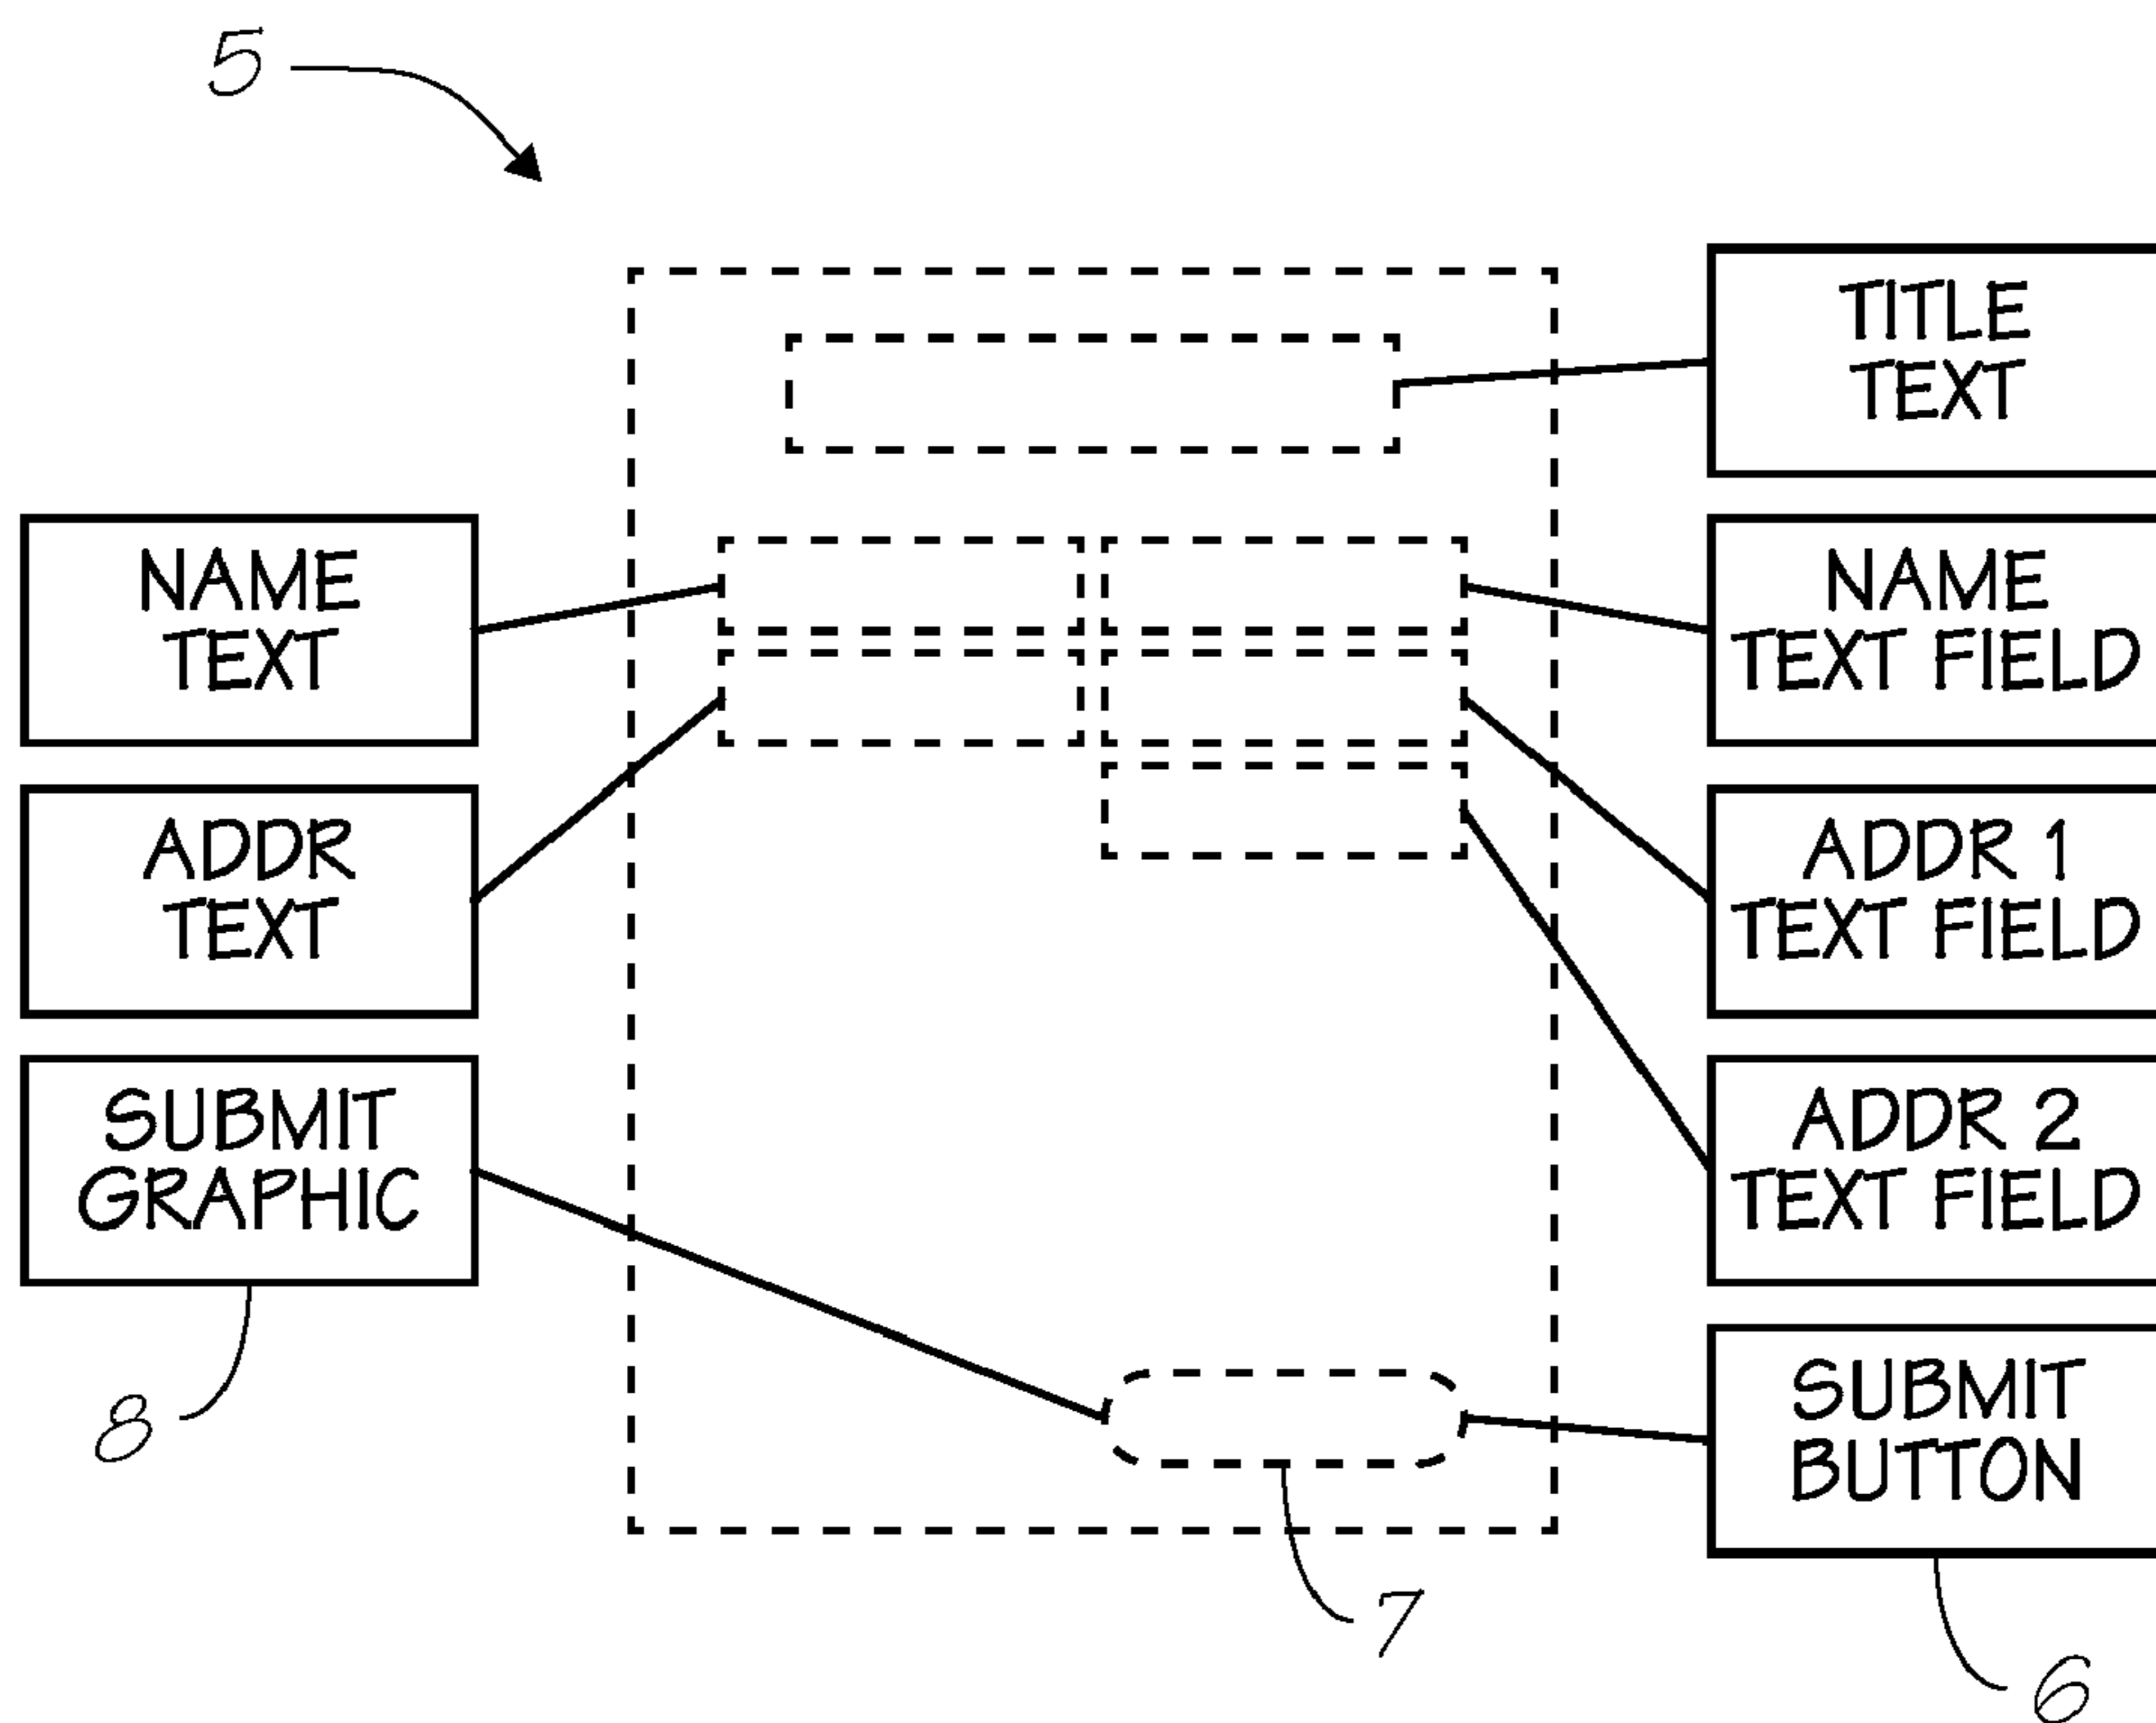 5
TITLE
TEXT
NAME
TEXT
NAME
TEXT FIELD
ADDR
TEXT
ADDR 1
TEXT FIELD
SUBMIT
GRAPHIC
ADDR 2
TEXT FIELD
SUBMIT
BUTTON
8
7
6